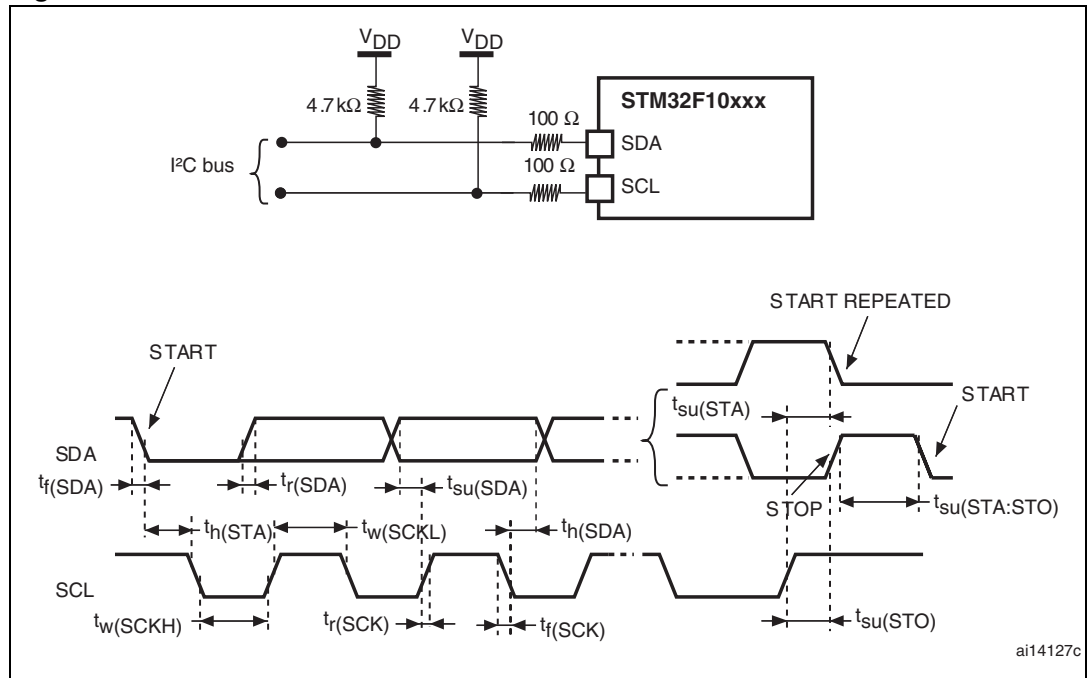 VDD VDD
4.7kΩ 4.7kΩ
STM32F10xxx
100 Ω
SDA
I²C bus
100 Ω
SCL
START REPEATED
START
START
tsu(STA)
SDA
tf(SDA) tr(SDA) tsu(SDA)
STOP tsu(STA:STO)
th(STA) tw(SCKL) th(SDA)
SCL
tw(SCKH) tr(SCK) tf(SCK) tsu(STO)
ai14127c